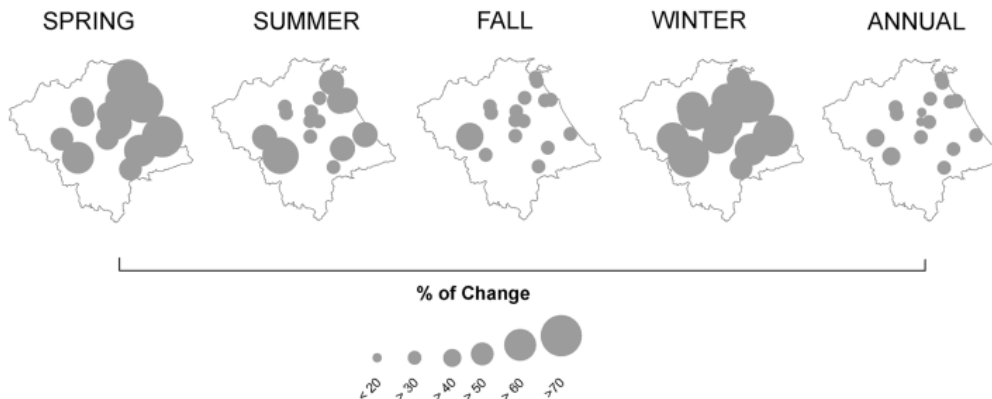 SPRING SUMMER FALL WINTER ANNUAL
% of Change
< 20 > 30 > 40 > 50 > 60 >70